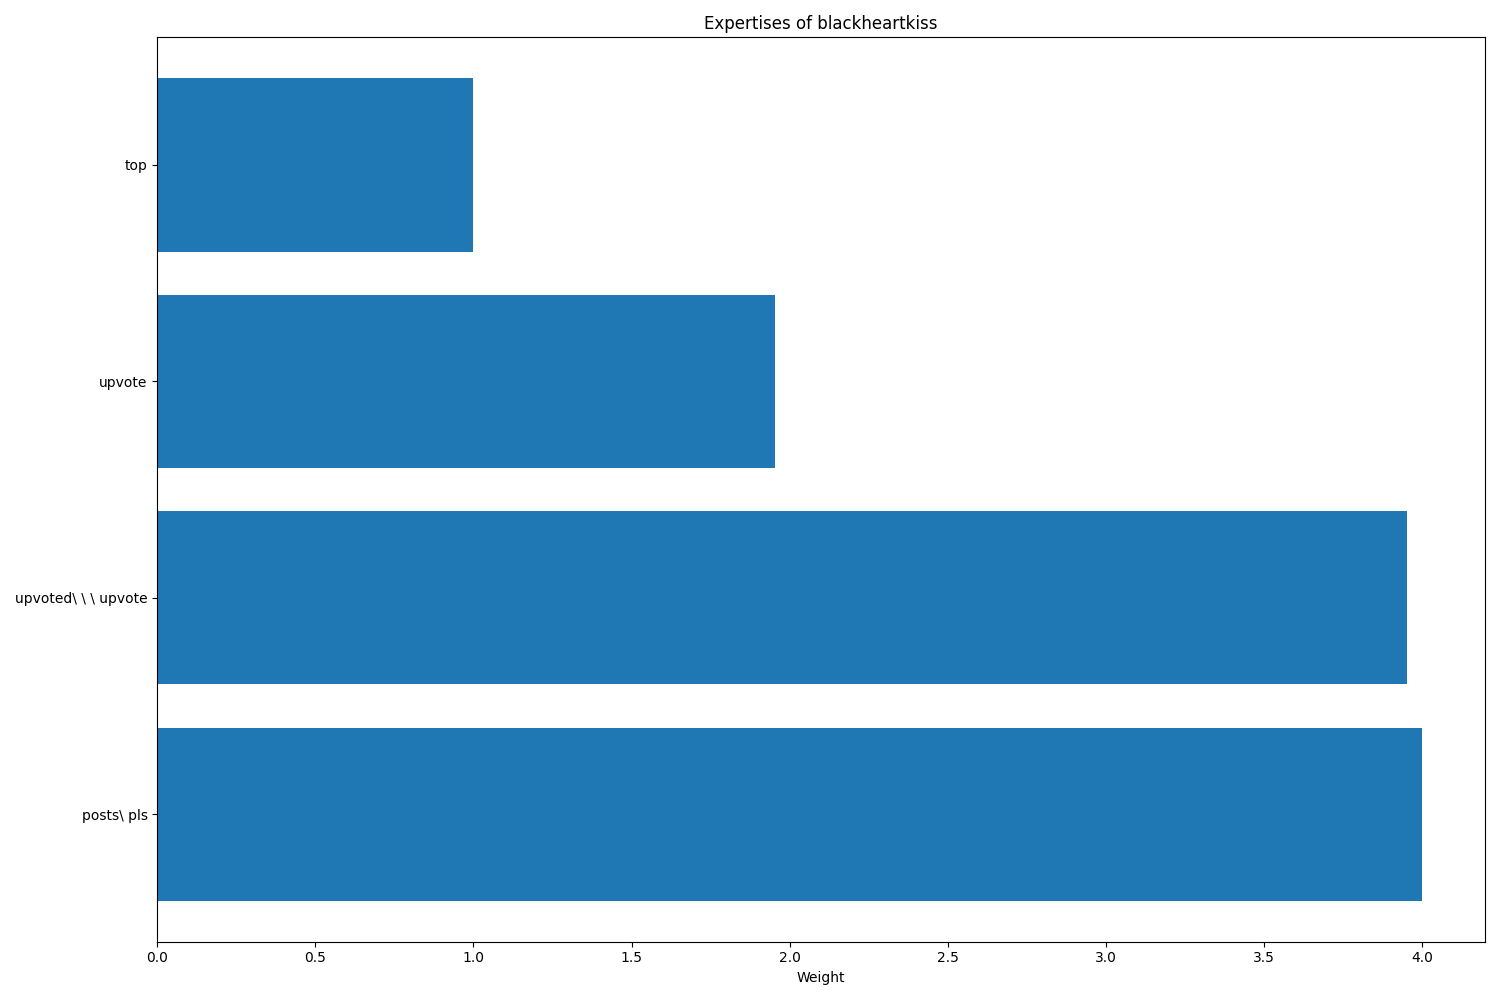 Expertises of blackheartkiss
top
upvote
upvoted\ \ \ upvote
posts\ pls
0.0 0.5 1.0 1.5 2.0 2.5 3.0 3.5 4.0
Weight